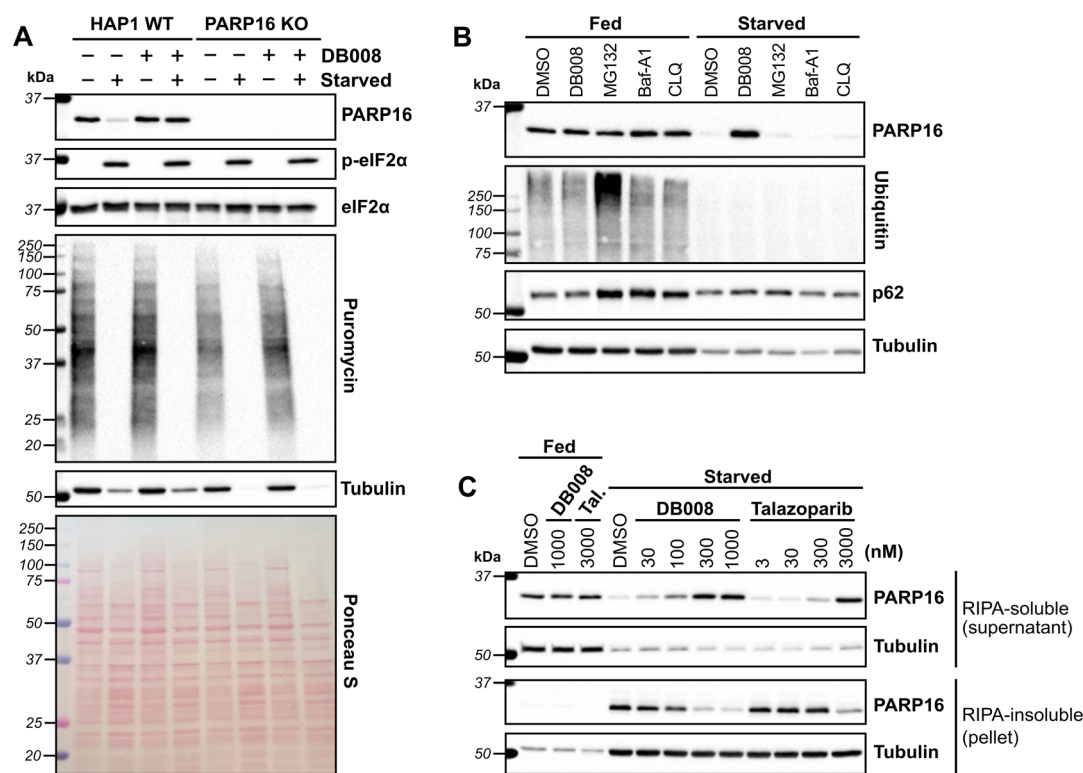 A
HAP1 WT PARP16 KO
– – + + – – + + DB008
– + – + – + – + Starved
kDa
37 PARP16
37 p-eIF2α
37 eIF2α
250
150
100
75
50
37
25
20
Puromycin
50 Tubulin
250
150
100
75
50
37
25
20
Ponceau S
B
Fed Starved
DMSO DB008 MG132 Baf-A1 CLQ DMSO DB008 MG132 Baf-A1 CLQ
kDa
37 PARP16
250
150
100
75
Ubiquitin
50 p62
50 Tubulin
C
Fed Starved
DB008 Tal. DB008 Talazoparib
DMSO 1000 3000 DMSO 30 100 300 1000 3 30 300 3000 (nM)
kDa
37 PARP16
50 Tubulin
RIPA-soluble
(supernatant)
37 PARP16
50 Tubulin
RIPA-insoluble
(pellet)